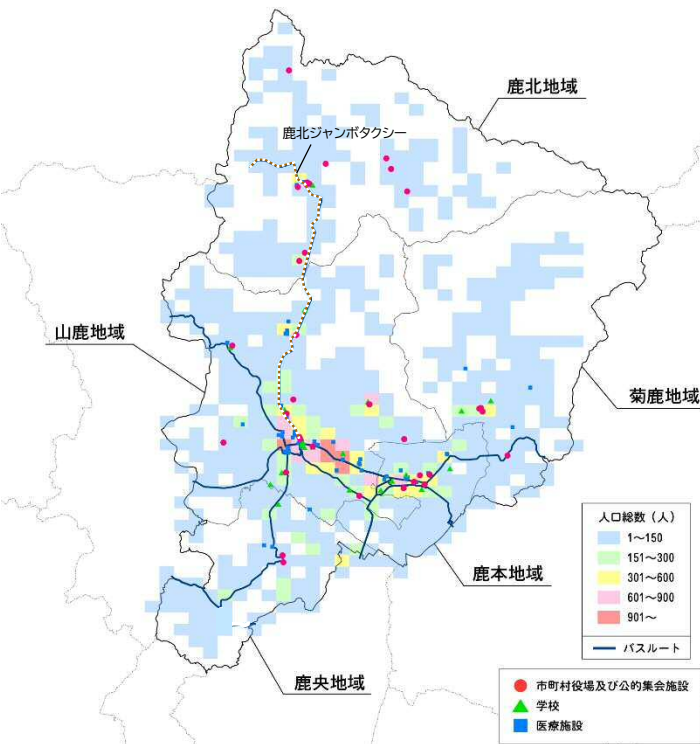 鹿北地域
鹿北ジャンボタクシー
山鹿地域
菊鹿地域
鹿本地域
鹿央地域
人口総数（人）
1～150
151～300
301～600
601～900
901～
バスルート
市町村役場及び公的集会施設
学校
医療施設